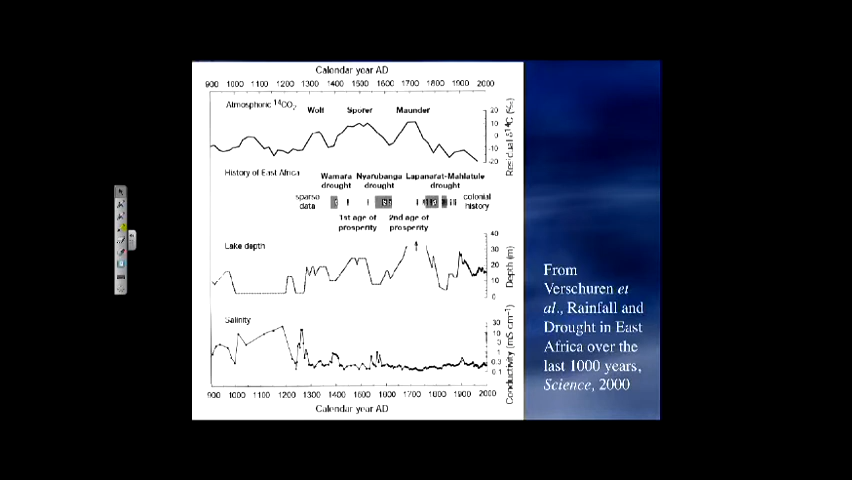 Calendar year AD
900 1000 1100 1200 1300 1400 1500 1600 1700 1800 1900 2000
Atmospheric ¹⁴CO₂
Wolf Sporer Maunder
20
10
0
-10
-20
History of East Africa
Wamara drought
Nyarubanga drought
Lapanarat-Mahlatule drought
sparse data
colonial history
1st age of prosperity
2nd age of prosperity
Lake depth
40
30
20
10
0
Depth (m)
Salinity
30
10
1
0.3
0.1
Conductivity (mS cm⁻¹)
900 1000 1100 1200 1300 1400 1500 1600 1700 1800 1900 2000
Calendar year AD
From
Verschuren et
al., Rainfall and
Drought in East
Africa over the
last 1000 years,
Science, 2000